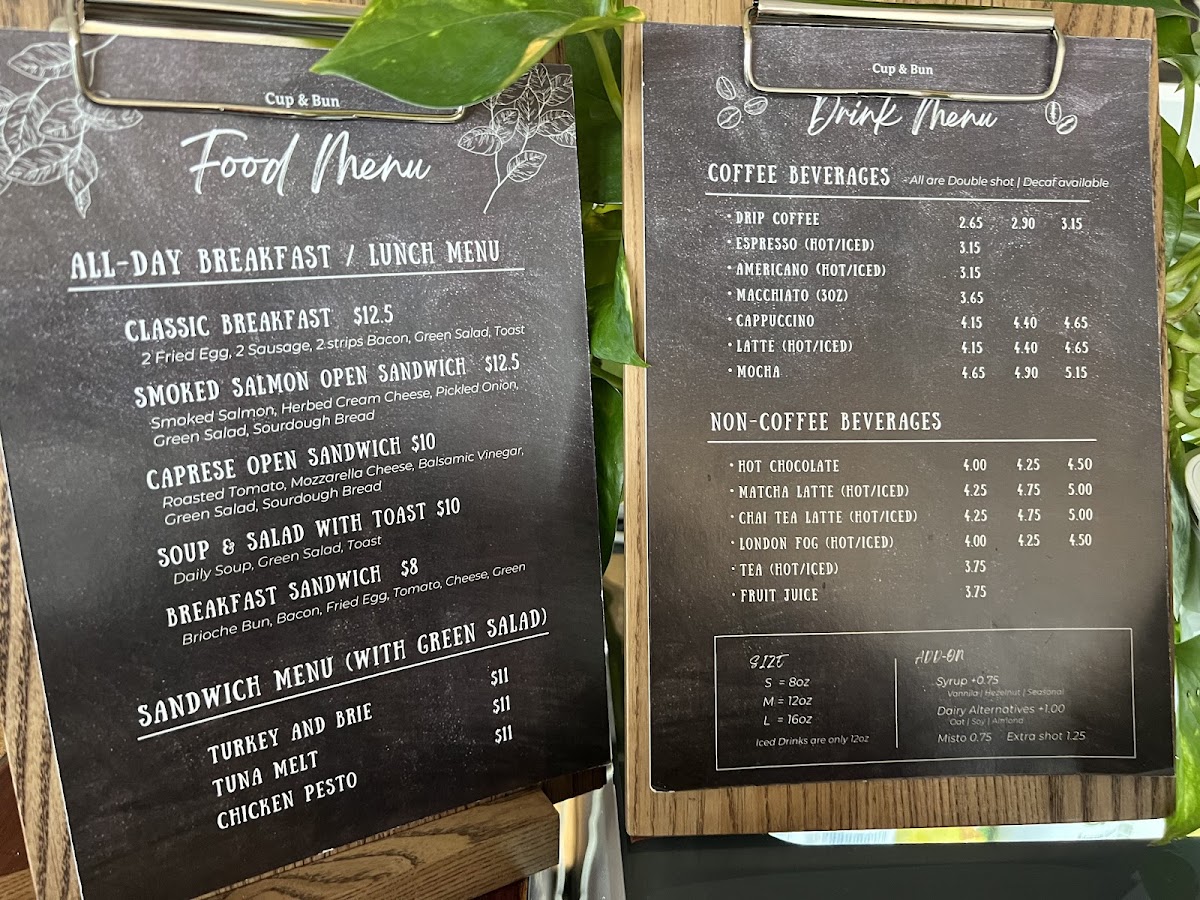 Cup & Bun
Food Menu
ALL-DAY BREAKFAST / LUNCH MENU
CLASSIC BREAKFAST $12.5
2 Fried Egg, 2 Sausage, 2 strips Bacon, Green Salad, Toast
SMOKED SALMON OPEN SANDWICH $12.5
Smoked Salmon, Herbed Cream Cheese, Pickled Onion,
Green Salad, Sourdough Bread
CAPRESE OPEN SANDWICH $10
Roasted Tomato, Mozzarella Cheese, Balsamic Vinegar,
Green Salad, Sourdough Bread
SOUP & SALAD WITH TOAST $10
Daily Soup, Green Salad, Toast
BREAKFAST SANDWICH $8
Brioche Bun, Bacon, Fried Egg, Tomato, Cheese, Green
SANDWICH MENU (WITH GREEN SALAD)
TURKEY AND BRIE $11
TUNA MELT $11
CHICKEN PESTO $11
Cup & Bun
Drink Menu
COFFEE BEVERAGES - All are Double shot | Decaf available
• DRIP COFFEE 2.65 2.90 3.15
• ESPRESSO (HOT/ICED) 3.15
• AMERICANO (HOT/ICED) 3.15
• MACCHIATO (3OZ) 3.65
• CAPPUCCINO 4.15 4.40 4.65
• LATTE (HOT/ICED) 4.15 4.40 4.65
• MOCHA 4.65 4.90 5.15
NON-COFFEE BEVERAGES
• HOT CHOCOLATE 4.00 4.25 4.50
• MATCHA LATTE (HOT/ICED) 4.25 4.75 5.00
• CHAI TEA LATTE (HOT/ICED) 4.25 4.75 5.00
• LONDON FOG (HOT/ICED) 4.00 4.25 4.50
• TEA (HOT/ICED) 3.75
• FRUIT JUICE 3.75
SIZE
S = 8oz
M = 12oz
L = 16oz
Iced Drinks are only 12oz
ADD-ON
Syrup +0.75
Vannila | Hezelnut | Seasonal
Dairy Alternatives +1.00
Oat | Soy | Almond
Misto 0.75 Extra shot 1.25